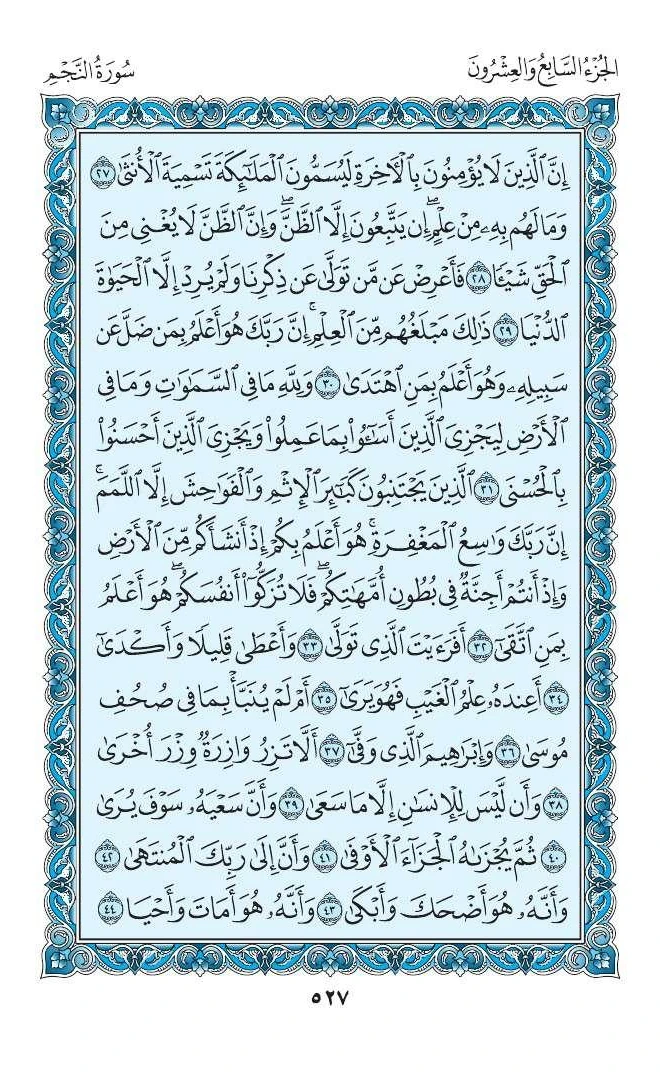 الجُزْءُ السَّابِعُ وَالعِشْرُونَ
سُورَةُ النَّجْمِ
إِنَّ ٱلَّذِينَ لَا يُؤْمِنُونَ بِٱلْأَخِرَةِ لَيُسَمُّونَ ٱلْمَلَٰٓئِكَةَ تَسْمِيَةَ ٱلْأُنثَىٰ ٢٧
وَمَا لَهُم بِهِۦ مِنْ عِلْمٍ ۖ إِن يَتَّبِعُونَ إِلَّا ٱلظَّنَّ ۖ وَإِنَّ ٱلظَّنَّ لَا يُغْنِى مِنَ
ٱلْحَقِّ شَيْـًٔا ٢٨ فَأَعْرِضْ عَن مَّن تَوَلَّىٰ عَن ذِكْرِنَا وَلَمْ يُرِدْ إِلَّا ٱلْحَيَوٰةَ
ٱلدُّنْيَا ٢٩ ذَٰلِكَ مَبْلَغُهُم مِّنَ ٱلْعِلْمِ ۚ إِنَّ رَبَّكَ هُوَ أَعْلَمُ بِمَن ضَلَّ عَن
سَبِيلِهِۦ وَهُوَ أَعْلَمُ بِمَنِ ٱهْتَدَىٰ ٣٠ وَلِلَّهِ مَا فِى ٱلسَّمَٰوَٰتِ وَمَا فِى
ٱلْأَرْضِ لِيَجْزِىَ ٱلَّذِينَ أَسَٰٓـُٔوا۟ بِمَا عَمِلُوا۟ وَيَجْزِىَ ٱلَّذِينَ أَحْسَنُوا۟
بِٱلْحُسْنَى ٣١ ٱلَّذِينَ يَجْتَنِبُونَ كَبَٰٓئِرَ ٱلْإِثْمِ وَٱلْفَوَٰحِشَ إِلَّا ٱللَّمَمَ ۚ
إِنَّ رَبَّكَ وَٰسِعُ ٱلْمَغْفِرَةِ ۚ هُوَ أَعْلَمُ بِكُمْ إِذْ أَنشَأَكُم مِّنَ ٱلْأَرْضِ
وَإِذْ أَنتُمْ أَجِنَّةٌ فِى بُطُونِ أُمَّهَٰتِكُمْ ۖ فَلَا تُزَكُّوٓا۟ أَنفُسَكُمْ ۖ هُوَ أَعْلَمُ
بِمَنِ ٱتَّقَىٰٓ ٣٢ أَفَرَءَيْتَ ٱلَّذِى تَوَلَّىٰ ٣٣ وَأَعْطَىٰ قَلِيلًا وَأَكْدَىٰٓ
٣٤ أَعِندَهُۥ عِلْمُ ٱلْغَيْبِ فَهُوَ يَرَىٰٓ ٣٥ أَمْ لَمْ يُنَبَّأْ بِمَا فِى صُحُفِ
مُوسَىٰ ٣٦ وَإِبْرَٰهِيمَ ٱلَّذِى وَفَّىٰٓ ٣٧ أَلَّا تَزِرُ وَازِرَةٌ وِزْرَ أُخْرَىٰ
٣٨ وَأَن لَّيْسَ لِلْإِنسَٰنِ إِلَّا مَا سَعَىٰ ٣٩ وَأَنَّ سَعْيَهُۥ سَوْفَ يُرَىٰ
٤٠ ثُمَّ يُجْزَىٰهُ ٱلْجَزَآءَ ٱلْأَوْفَىٰ ٤١ وَأَنَّ إِلَىٰ رَبِّكَ ٱلْمُنتَهَىٰ ٤٢
وَأَنَّهُۥ هُوَ أَضْحَكَ وَأَبْكَىٰ ٤٣ وَأَنَّهُۥ هُوَ أَمَاتَ وَأَحْيَا ٤٤
٥٢٧